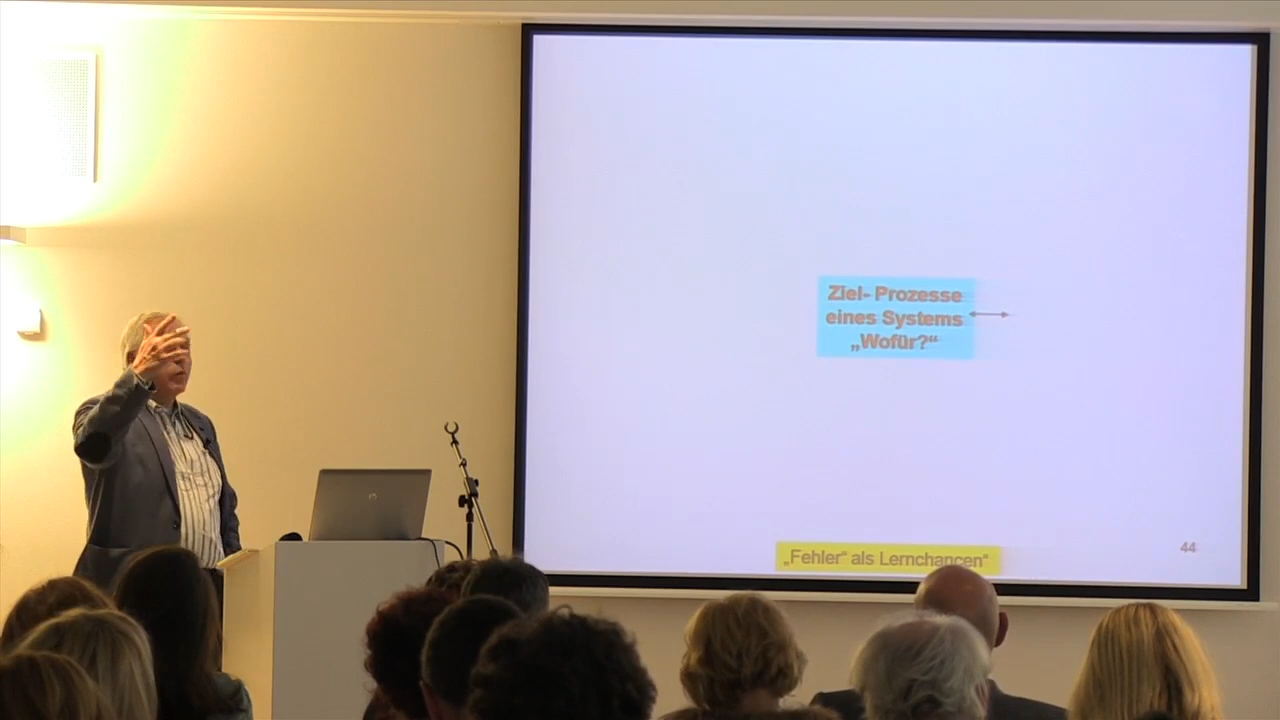 Ziel- Prozesse
eines Systems
„Wofür?“
„Fehler“ als Lernchancen“
44